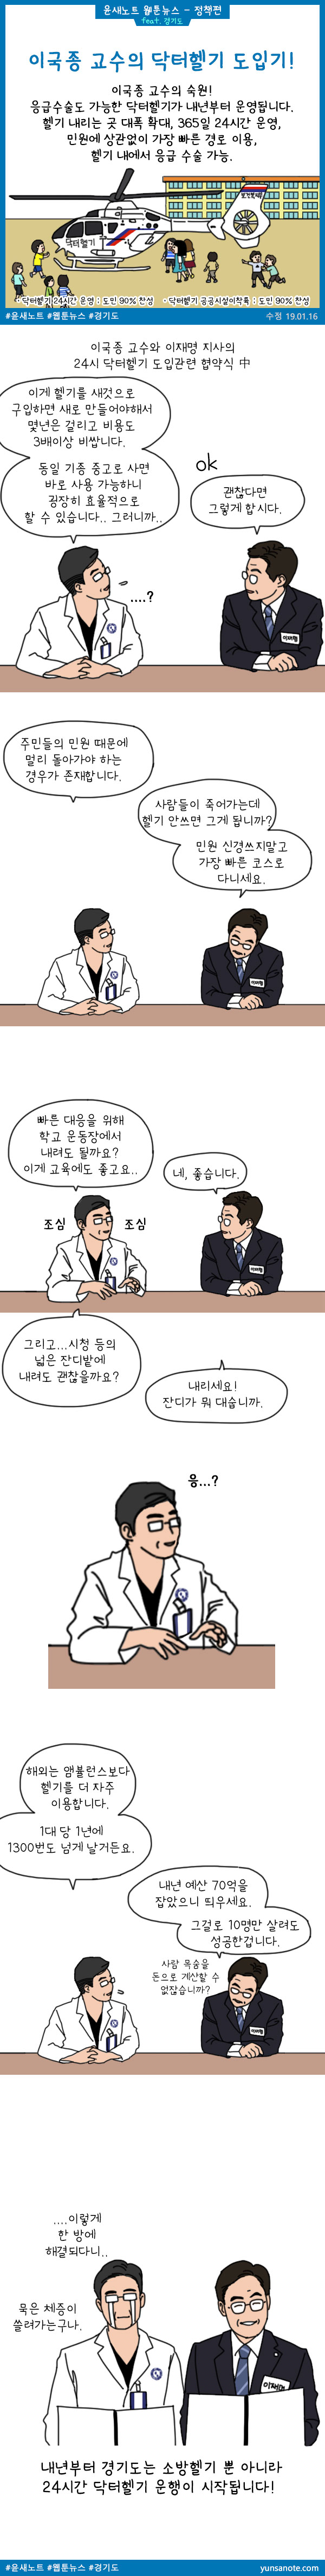 윤새노트 웹툰뉴스 - 정책편
feat. 경기도
이국종 고수의 닥터헬기 도입기!
이국종 고수의 숙원!
응급수술도 가능한 닥터헬기가 내년부터 운영됩니다.
헬기 내리는 곳 대폭 확대, 365일 24시간 운영,
민원에 상관없이 가장 빠른 경로 이용,
헬기 내에서 응급 수술 가능.
닥터헬기
· 닥터헬기 24시간 운영 : 도민 90% 찬성
· 닥터헬기 공공시설이착륙 : 도민 90% 찬성
#윤새노트 #웹툰뉴스 #경기도
수정 19.01.16
이국종 고수와 이재명 지사의
24시 닥터헬기 도입관련 협약식 中
이게 헬기를 새것으로
구입하면 새로 만들어야해서
몇년은 걸리고 비용도
3배이상 비쌉니다.
동일 기종 중고로 사면
바로 사용 가능하니
굉장히 효율적으로
할 수 있습니다.. 그러니까..
ok
괜찮다면
그렇게 합시다.
....?
이재명
주민들의 민원 때문에
멀리 돌아가야 하는
경우가 존재합니다.
사람들이 죽어가는데
헬기 안쓰면 그게 됩니까?
민원 신경쓰지말고
가장 빠른 코스로
다니세요.
이재명
빠른 대응을 위해
학교 운동장에서
내려도 될까요?
이게 교육에도 좋고요..
네, 좋습니다.
조심
조심
이재명
그리고...시청 등의
넓은 잔디밭에
내려도 괜찮을까요?
내리세요!
잔디가 뭐 대숩니까.
응...?
해외는 앰뷸런스보다
헬기를 더 자주
이용합니다.
1대 당 1년에
1300번도 넘게 날거든요.
내년 예산 70억을
잡았으니 띄우세요.
그걸로 10명만 살려도
성공한겁니다.
사람 목숨을
돈으로 계산할 수
없잖습니까?
이재명
....이렇게
한 방에
해결되다니..
묵은 체증이
쓸려가는구나.
이재명
내년부터 경기도는 소방헬기 뿐 아니라
24시간 닥터헬기 운행이 시작됩니다!
#윤새노트 #웹툰뉴스 #경기도
yunsanote.com